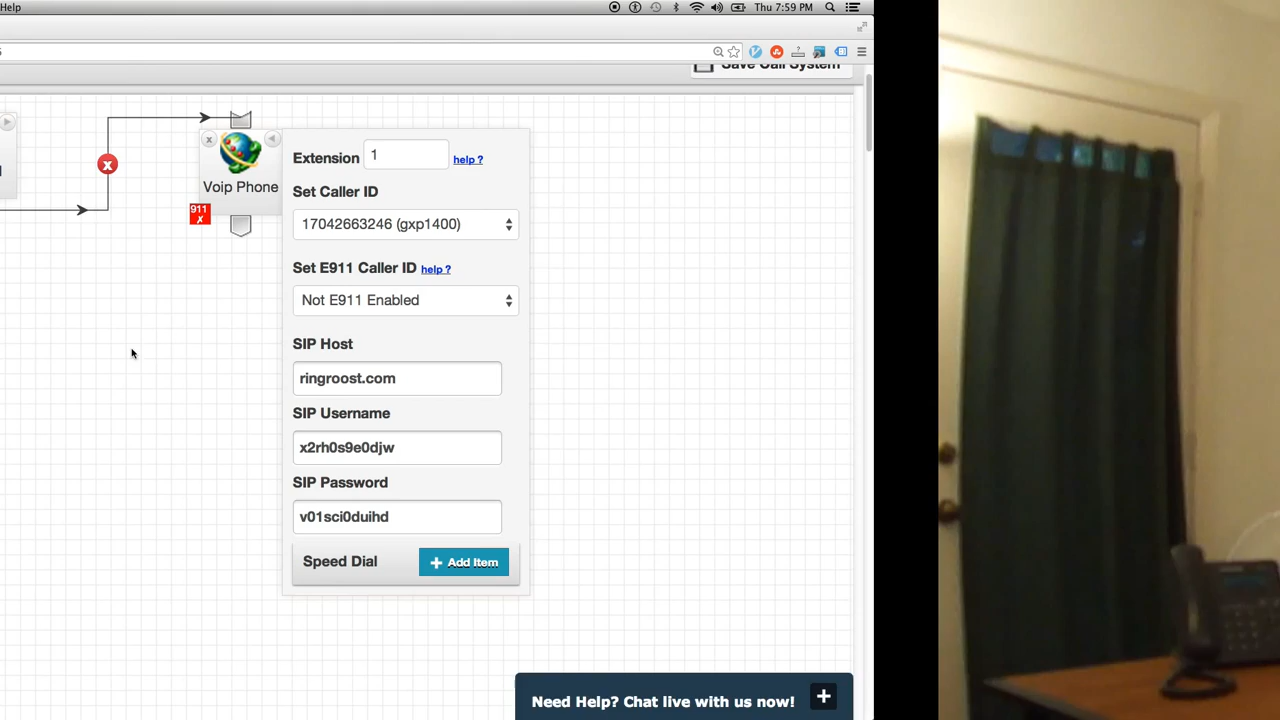 Help
Thu 7:59 PM
Save Call System
x
Voip Phone
911
✗
x
Extension 1 help ?
Set Caller ID
17042663246 (gxp1400)
Set E911 Caller ID help ?
Not E911 Enabled
SIP Host
ringroost.com
SIP Username
x2rh0s9e0djw
SIP Password
v01sci0duihd
Speed Dial + Add Item
Need Help? Chat live with us now! +